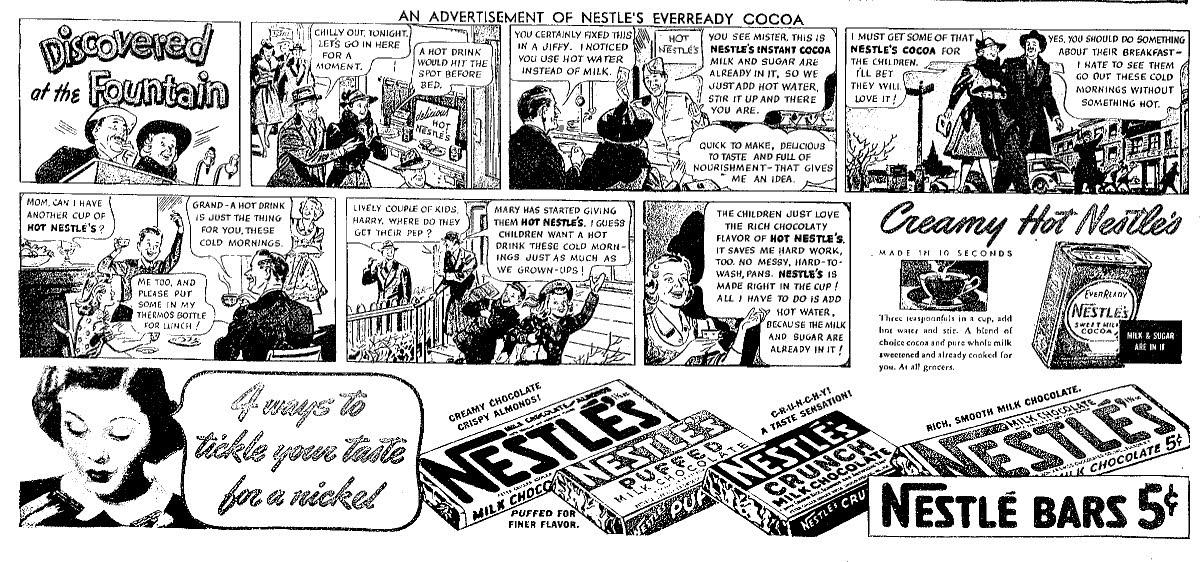 AN ADVERTISEMENT OF NESTLE'S EVERREADY COCOA
Discovered
at the Fountain
CHILLY OUT, TONIGHT,
LET'S GO IN HERE
FOR A
MOMENT.
A HOT DRINK
WOULD HIT THE
SPOT BEFORE
BED.
delicious
HOT
NESTLÉ'S
YOU CERTAINLY FIXED THIS
IN A JIFFY. I NOTICED
YOU USE HOT WATER
INSTEAD OF MILK.
HOT
NESTLÉ'S
YOU SEE MISTER, THIS IS
NESTLE'S INSTANT COCOA
MILK AND SUGAR ARE
ALREADY IN IT, SO WE
JUST ADD HOT WATER,
STIR IT UP AND THERE
YOU ARE.
QUICK TO MAKE, DELICIOUS
TO TASTE AND FULL OF
NOURISHMENT-THAT GIVES
ME AN IDEA.
I MUST GET SOME OF THAT
NESTLE'S COCOA FOR
THE CHILDREN.
I'LL BET
THEY WILL
LOVE IT!
YES, YOU SHOULD DO SOMETHING
ABOUT THEIR BREAKFAST-
I HATE TO SEE THEM
GO OUT THESE COLD
MORNINGS WITHOUT
SOMETHING HOT.
MOM, CAN I HAVE
ANOTHER CUP OF
HOT NESTLE'S?
GRAND-A HOT DRINK
IS JUST THE THING
FOR YOU, THESE
COLD MORNINGS.
ME TOO, AND
PLEASE PUT
SOME IN MY
THERMOS BOTTLE
FOR LUNCH!
LIVELY COUPLE OF KIDS,
HARRY, WHERE DO THEY
GET THEIR PEP?
MARY HAS STARTED GIVING
THEM HOT NESTLE'S. I GUESS
CHILDREN WANT A HOT
DRINK THESE COLD MORN-
INGS JUST AS MUCH AS
WE GROWN-UPS!
THE CHILDREN JUST LOVE
THE RICH CHOCOLATY
FLAVOR OF HOT NESTLE'S.
IT SAVES ME HARD WORK,
TOO. NO MESSY, HARD-TO-
WASH, PANS. NESTLE'S IS
MADE RIGHT IN THE CUP!
ALL I HAVE TO DO IS ADD
HOT WATER,
BECAUSE THE MILK
AND SUGAR ARE
ALREADY IN IT!
Creamy Hot Nestle's
MADE IN 10 SECONDS
Three teaspoonfuls in a cup, add
hot water and stir. A blend of
choice cocoa and pure whole milk
sweetened and already cooked for
you. At all grocers.
EVERREADY
NESTLÉ'S
SWEET MILK
COCOA
MILK & SUGAR
ARE IN IT
4 ways to
tickle your taste
for a nickel
CREAMY CHOCOLATE
CRISPY ALMONDS!
MILK CHOCOLATE AND ALMONDS
NESTLÉ'S
MILK CHOCO
PUFFED FOR
FINER FLAVOR.
NESTLÉ'S
PUFFED
MILK CHOCOLATE
C-R-U-N-C-H-Y!
A TASTE SENSATION!
NESTLÉ'S
CRUNCH
MILK CHOCOLATE
NESTLE'S CRU
RICH, SMOOTH MILK CHOCOLATE.
MILK CHOCOLATE
NESTLÉ'S
MILK CHOCOLATE 5¢
NESTLÉ BARS 5¢